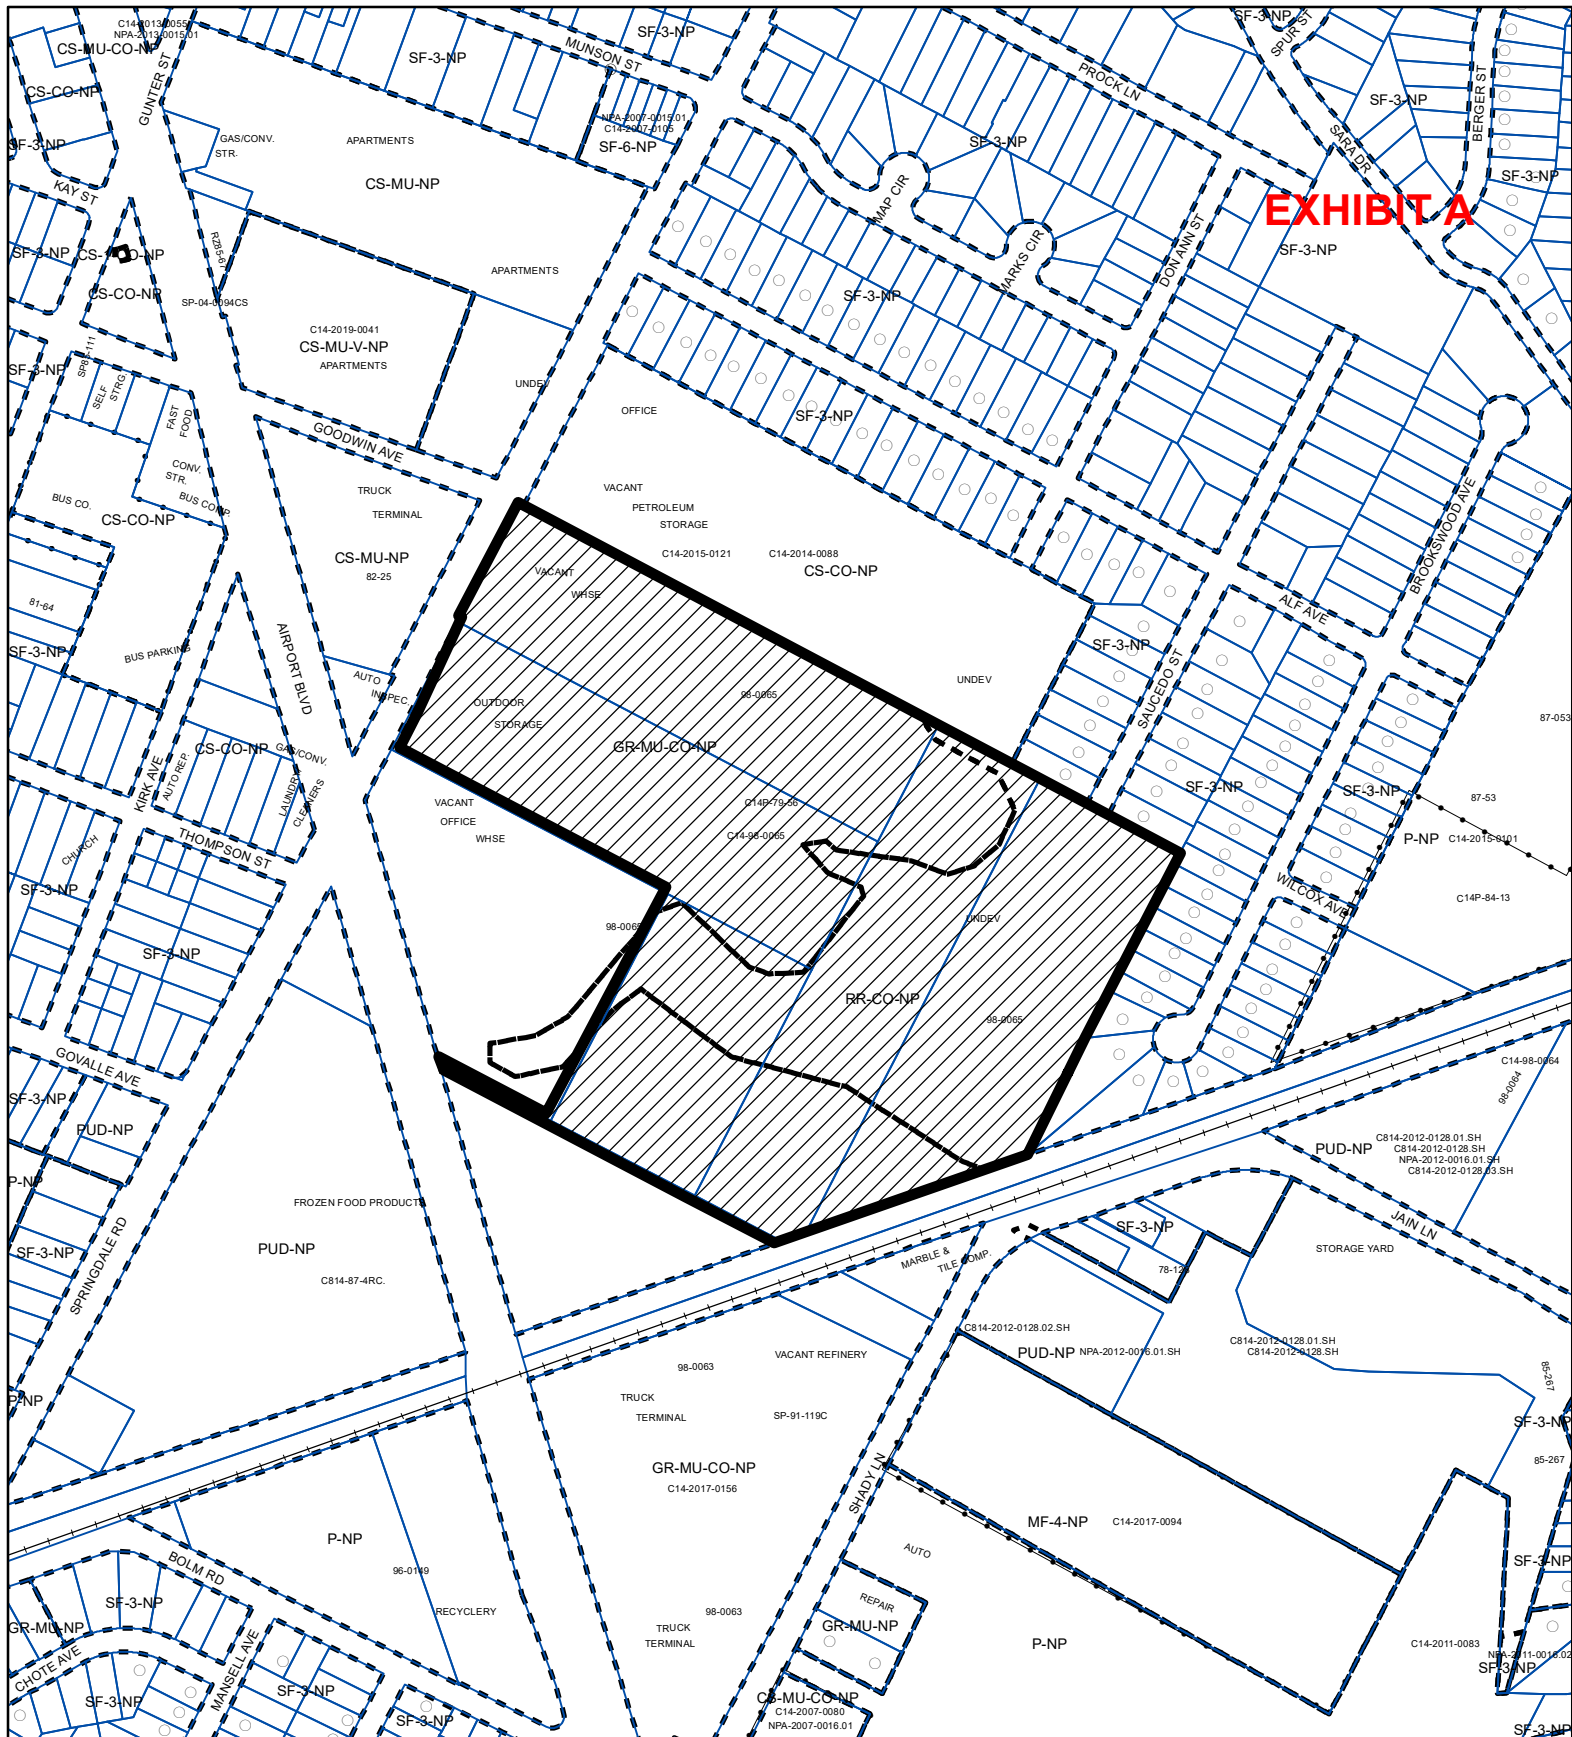 C14-2013-0055
NPA-2013-0015.01
CS-MU-CO-NP
CS-CO-NP
GUNTER ST
SF-3-NP
MUNSON ST
SF-3-NP
SF-3-NP
SPUR ST
PROCK LN
SF-3-NP
BERGER ST
SARA DR
SF-3-NP
NPA-2007-0015.01
C14-2007-0105
SF-6-NP
SF-3-NP
GAS/CONV.
STR.
APARTMENTS
CS-MU-NP
SF-3-NP
KAY ST
MAP CIR
MARKS CIR
DON ANN ST
EXHIBIT A
SF-3-NP
SF-3-NP
CS-CO-NP
RZ85-67
SP-04-0094CS
APARTMENTS
SF-3-NP
C14-2019-0041
CS-MU-V-NP
APARTMENTS
SP85-111
SF-3-NP
SELF
STRG.
FAST
FOOD
UNDEV
OFFICE
SF-3-NP
GOODWIN AVE
CONV.
STR.
BUS COMP.
BUS CO.
CS-CO-NP
TRUCK
TERMINAL
CS-MU-NP
82-25
VACANT
PETROLEUM
STORAGE
C14-2015-0121
C14-2014-0088
CS-CO-NP
BROOKSWOOD AVE
ALF AVE
VACANT
WHSE
81-64
SF-3-NP
BUS PARKING
AIRPORT BLVD
AUTO
INSPEC.
SF-3-NP
SAUCEDO ST
UNDEV
98-0065
OUTDOOR
STORAGE
GR-MU-CO-NP
87-053
CS-CO-NP
GAS/CONV.
KIRK AVE
AUTO REP.
LAUNDRY
CLEANERS
VACANT
OFFICE
WHSE
C14P-79-56
C14-98-0065
SF-3-NP
SF-3-NP
87-53
P-NP
C14-2015-0101
THOMPSON ST
CHURCH
SF-3-NP
WILCOX AVE
C14P-84-13
98-0065
UNDEV
SF-3-NP
RR-CO-NP
98-0065
GOVALLE AVE
SF-3-NP
PUD-NP
C14-98-0064
98-0064
P-NP
PUD-NP
C814-2012-0128.01.SH
C814-2012-0128.SH
NPA-2012-0016.01.SH
C814-2012-0128.03.SH
FROZEN FOOD PRODUCTS
SF-3-NP
JAIN LN
SF-3-NP
SPRINGDALE RD
PUD-NP
C814-87-4RC.
MARBLE &
TILE COMP.
STORAGE YARD
C814-2012-0128.02.SH
PUD-NP
NPA-2012-0016.01.SH
C814-2012-0128.01.SH
C814-2012-0128.SH
VACANT REFINERY
98-0063
85-267
P-NP
TRUCK
TERMINAL
SP-91-119C
SF-3-NP
85-267
GR-MU-CO-NP
C14-2017-0156
SHADY LN
MF-4-NP
C14-2017-0094
P-NP
BOLM RD
96-0149
AUTO
REPAIR
SF-3-NP
SF-3-NP
RECYCLERY
98-0063
TRUCK
TERMINAL
GR-MU-NP
GR-MU-NP
P-NP
C14-2011-0083
NPA-2011-0016.02
SF-3-NP
CHOTE AVE
MANSELL AVE
SF-3-NP
SF-3-NP
SF-3-NP
CS-MU-CO-NP
C14-2007-0080
NPA-2007-0016.01
SF-3-NP